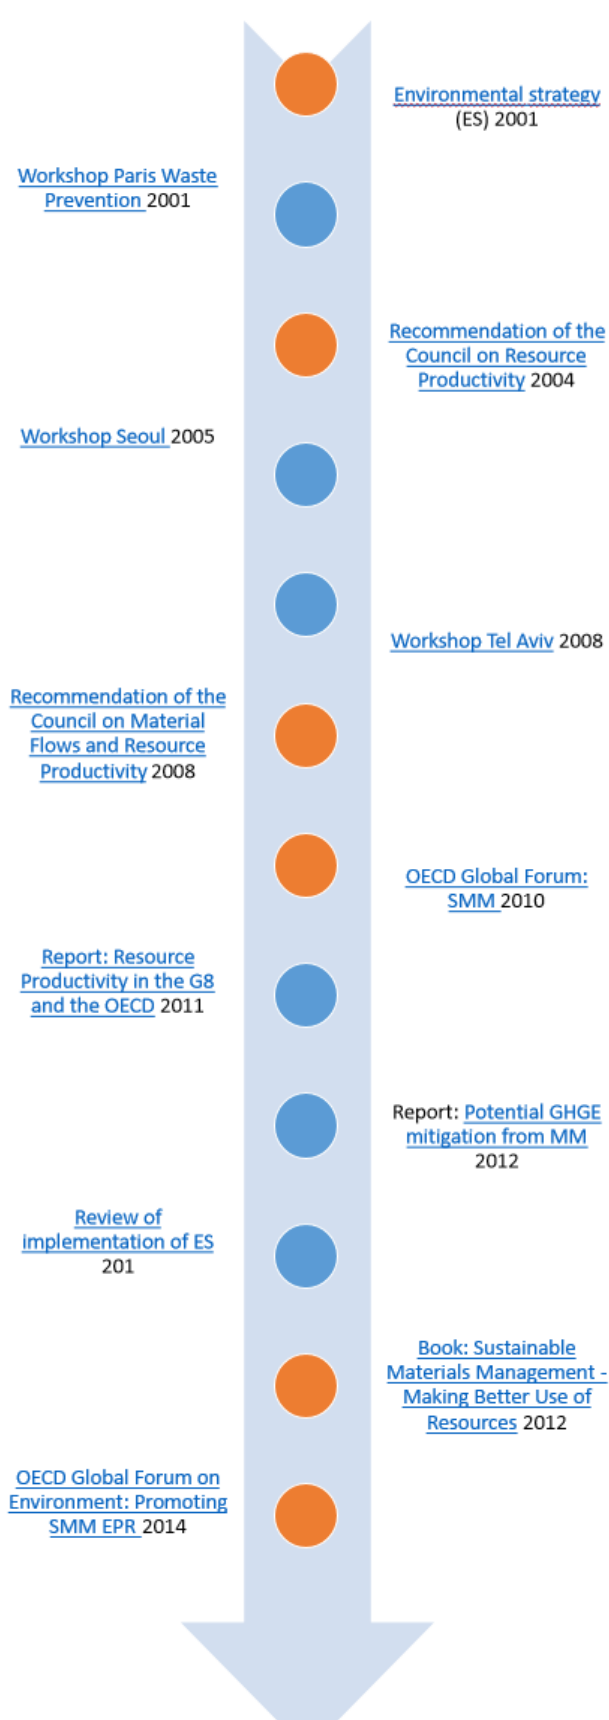 Environmental strategy
(ES) 2001
Workshop Paris Waste
Prevention 2001
Recommendation of the
Council on Resource
Productivity 2004
Workshop Seoul 2005
Workshop Tel Aviv 2008
Recommendation of the
Council on Material
Flows and Resource
Productivity 2008
OECD Global Forum:
SMM 2010
Report: Resource
Productivity in the G8
and the OECD 2011
Report: Potential GHGE
mitigation from MM
2012
Review of
implementation of ES
201
Book: Sustainable
Materials Management -
Making Better Use of
Resources 2012
OECD Global Forum on
Environment: Promoting
SMM EPR 2014